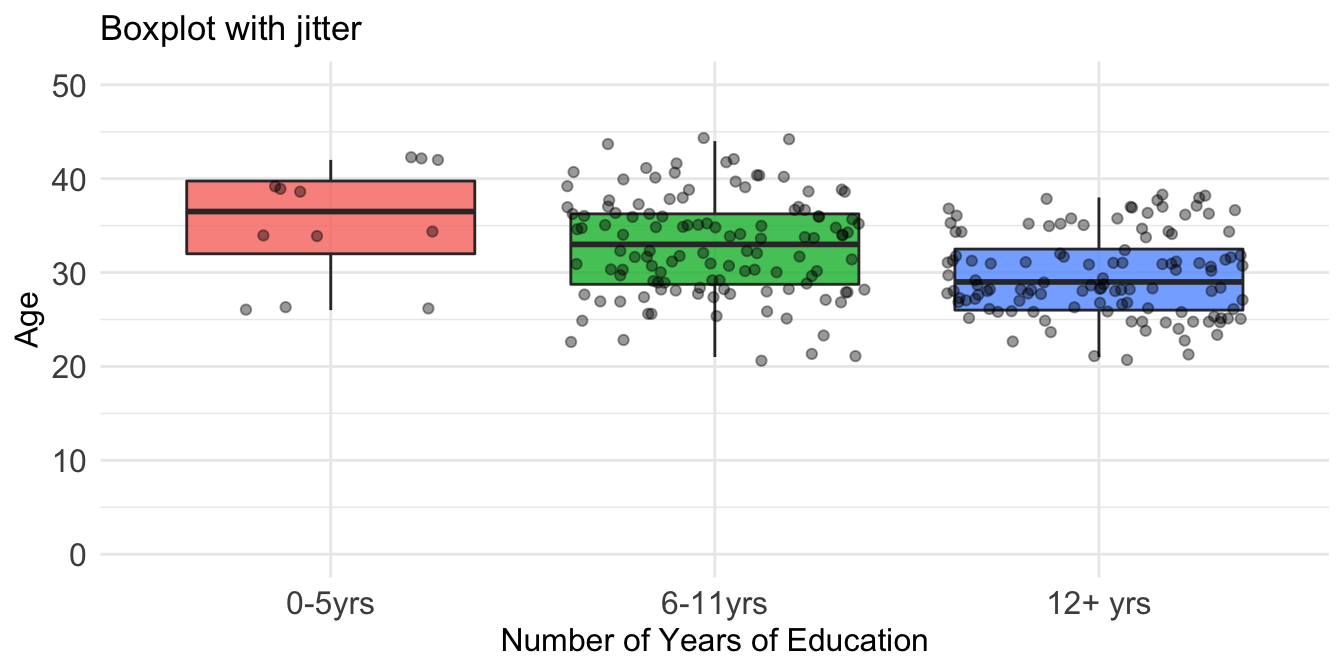 Boxplot with jitter
50
40
30
20
10
0
Age
0-5yrs
6-11yrs
12+ yrs
Number of Years of Education